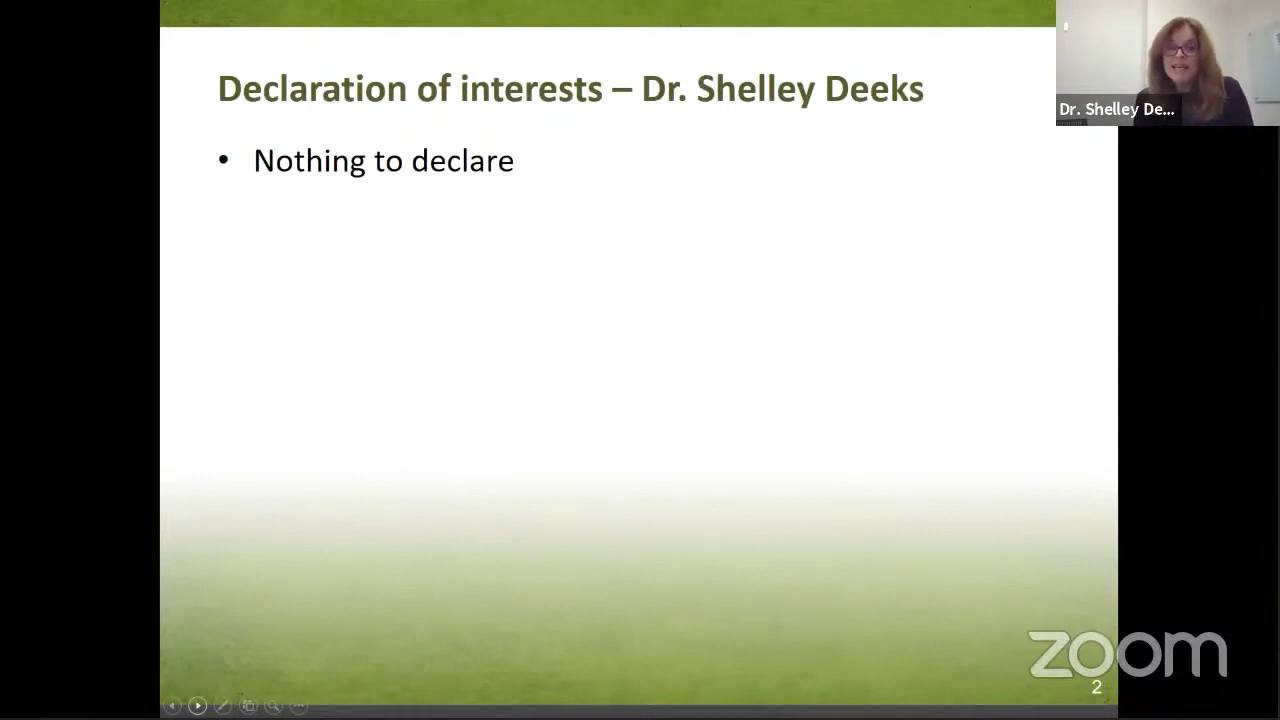 Declaration of interests – Dr. Shelley Deeks
• Nothing to declare
Dr. Shelley De...
zoom
2